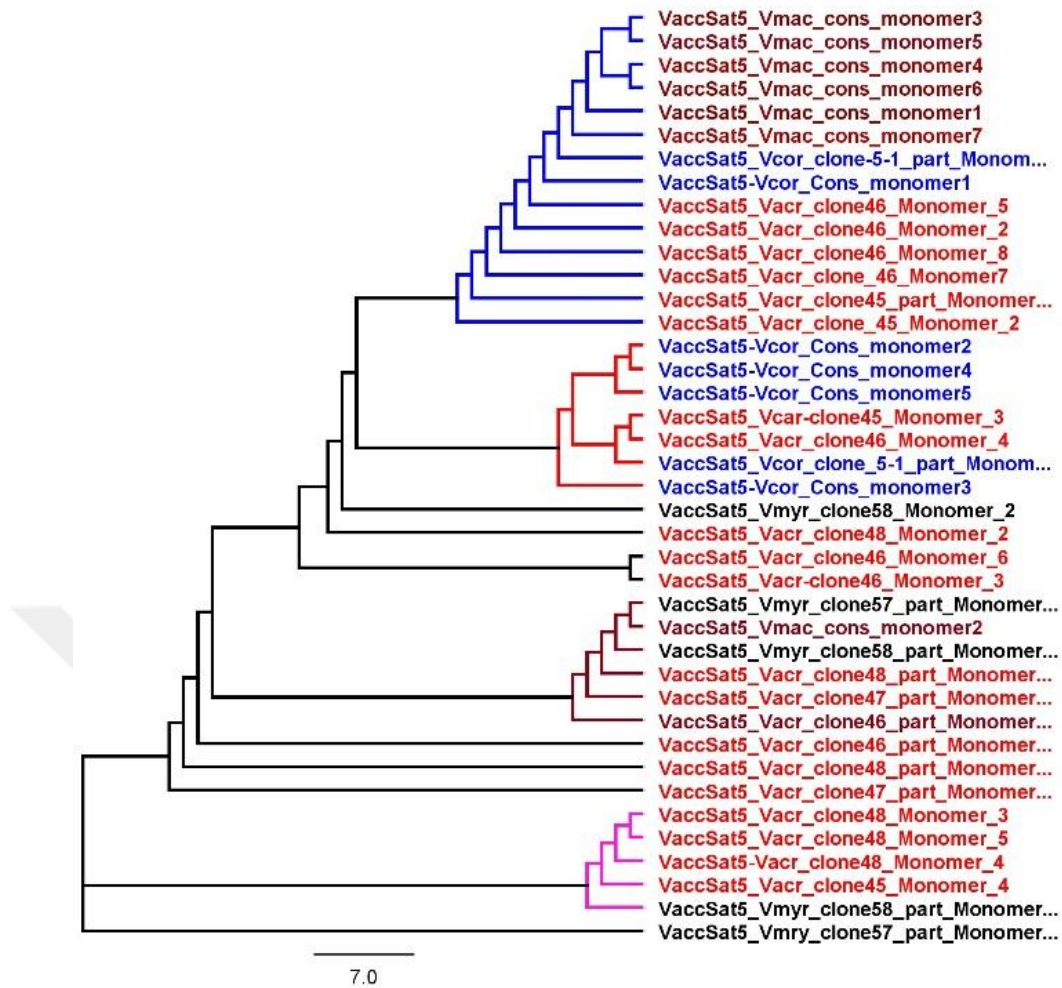 VaccSat5_Vmac_cons_monomer3
VaccSat5_Vmac_cons_monomer5
VaccSat5_Vmac_cons_monomer4
VaccSat5_Vmac_cons_monomer6
VaccSat5_Vmac_cons_monomer1
VaccSat5_Vmac_cons_monomer7
VaccSat5_Vcor_clone-5-1_part_Monom...
VaccSat5-Vcor_Cons_monomer1
VaccSat5_Vacr_clone46_Monomer_5
VaccSat5_Vacr_clone46_Monomer_2
VaccSat5_Vacr_clone46_Monomer_8
VaccSat5_Vacr_clone_46_Monomer7
VaccSat5_Vacr_clone45_part_Monomer...
VaccSat5_Vacr_clone_45_Monomer_2
VaccSat5-Vcor_Cons_monomer2
VaccSat5-Vcor_Cons_monomer4
VaccSat5-Vcor_Cons_monomer5
VaccSat5_Vcar-clone45_Monomer_3
VaccSat5_Vacr_clone46_Monomer_4
VaccSat5_Vcor_clone_5-1_part_Monom...
VaccSat5-Vcor_Cons_monomer3
VaccSat5_Vmyr_clone58_Monomer_2
VaccSat5_Vacr_clone48_Monomer_2
VaccSat5_Vacr_clone46_Monomer_6
VaccSat5_Vacr-clone46_Monomer_3
VaccSat5_Vmyr_clone57_part_Monomer...
VaccSat5_Vmac_cons_monomer2
VaccSat5_Vmyr_clone58_part_Monomer...
VaccSat5_Vacr_clone48_part_Monomer...
VaccSat5_Vacr_clone47_part_Monomer...
VaccSat5_Vacr_clone46_part_Monomer...
VaccSat5_Vacr_clone46_part_Monomer...
VaccSat5_Vacr_clone48_part_Monomer...
VaccSat5_Vacr_clone47_part_Monomer...
VaccSat5_Vacr_clone48_Monomer_3
VaccSat5_Vacr_clone48_Monomer_5
VaccSat5-Vacr_clone48_Monomer_4
VaccSat5_Vacr_clone45_Monomer_4
VaccSat5_Vmyr_clone58_part_Monomer...
VaccSat5_Vmry_clone57_part_Monomer...
7.0